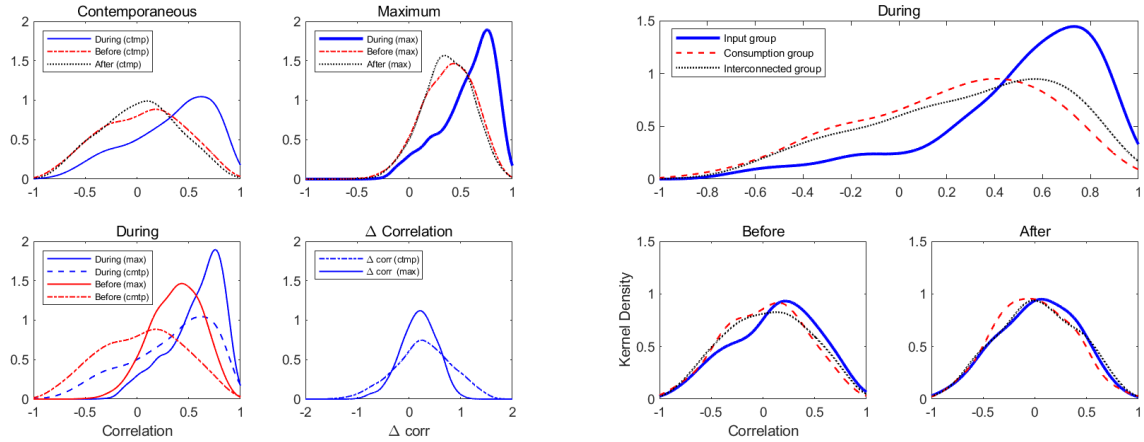 Contemporaneous
2
1.5
1
0.5
0
During (ctmp)
Before (ctmp)
After (ctmp)
-1 -0.5 0 0.5 1
Maximum
2
1.5
1
0.5
0
During (max)
Before (max)
After (max)
-1 -0.5 0 0.5 1
During
2
1.5
1
0.5
0
During (max)
During (cmtp)
Before (max)
Before (cmtp)
-1 -0.5 0 0.5 1
Correlation
Δ Correlation
2
1.5
1
0.5
0
Δ corr (ctmp)
Δ corr (max)
-2 -1 0 1 2
Δ corr
During
1.5
1
0.5
0
Input group
Consumption group
Interconnected group
-1 -0.8 -0.6 -0.4 -0.2 0 0.2 0.4 0.6 0.8 1
Before
Kernel Density
1.5
1
0.5
0
-1 -0.5 0 0.5 1
Correlation
After
1.5
1
0.5
0
-1 -0.5 0 0.5 1